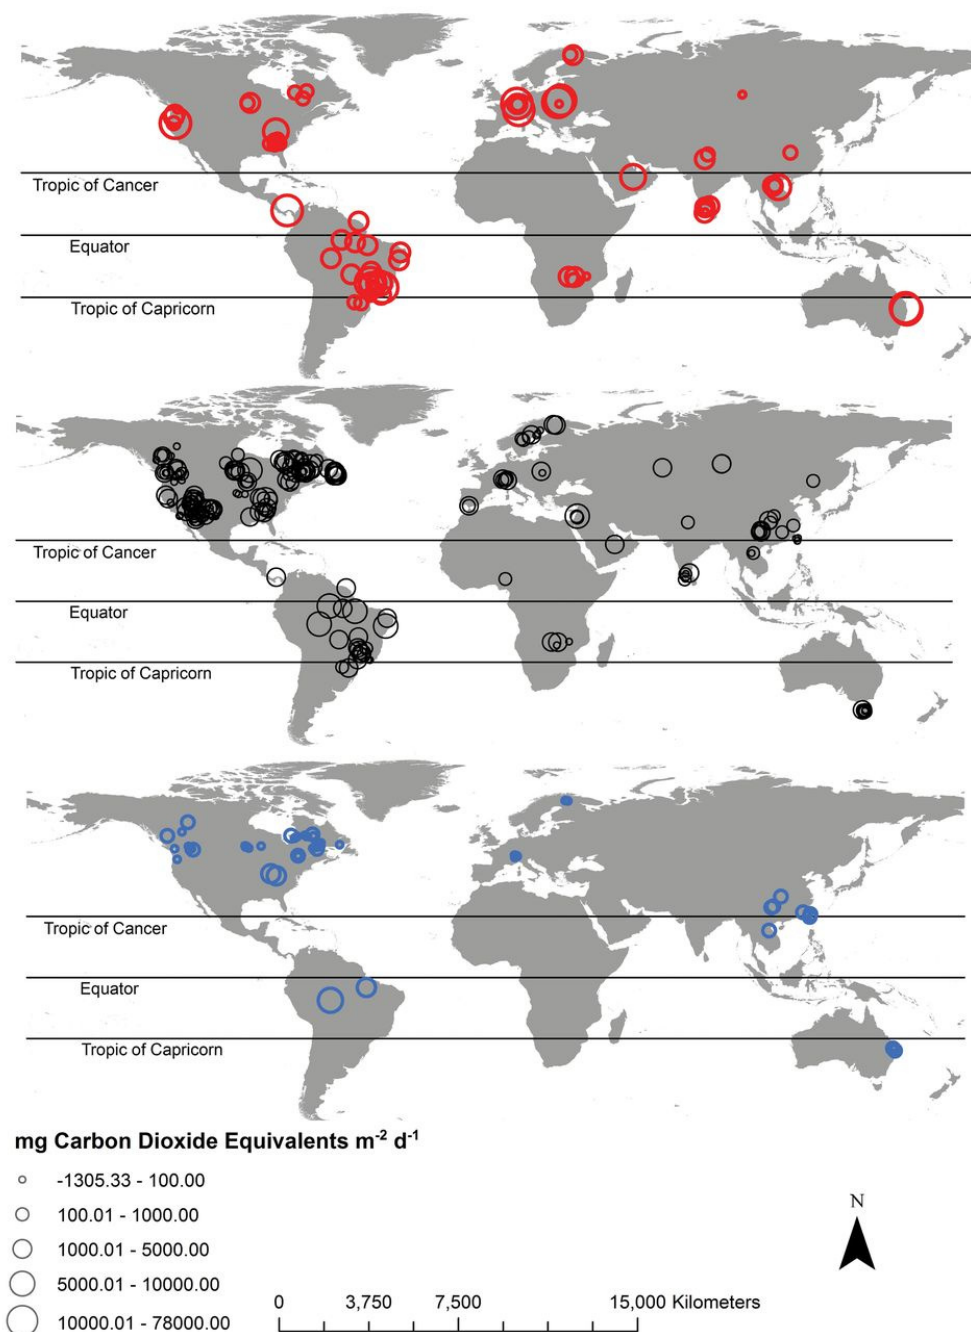 Tropic of Cancer
Equator
Tropic of Capricorn
Tropic of Cancer
Equator
Tropic of Capricorn
Tropic of Cancer
Equator
Tropic of Capricorn
mg Carbon Dioxide Equivalents m⁻² d⁻¹
-1305.33 - 100.00
100.01 - 1000.00
1000.01 - 5000.00
5000.01 - 10000.00
10000.01 - 78000.00
N
0 3,750 7,500 15,000 Kilometers